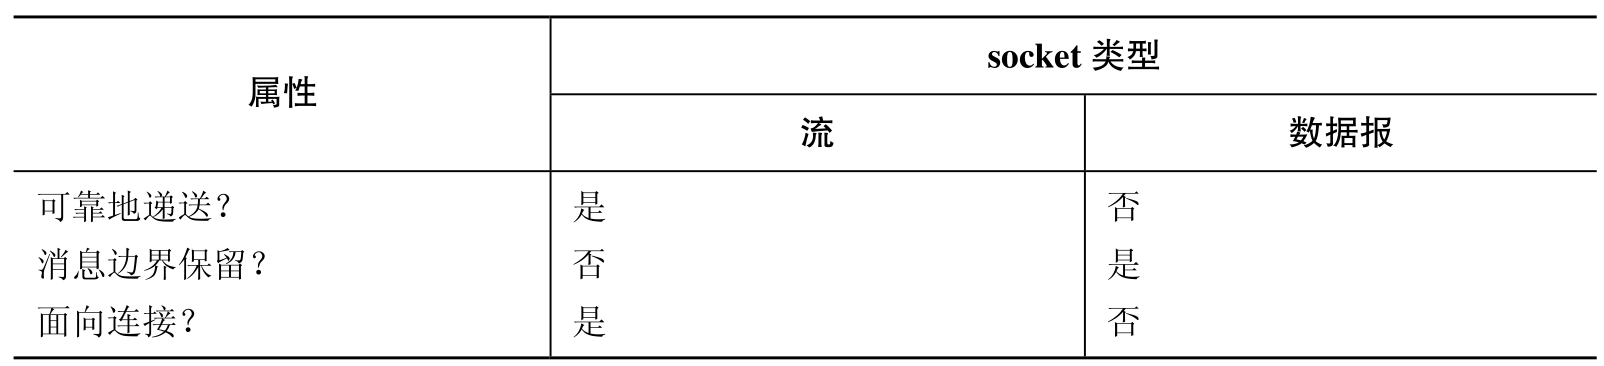 属性
socket 类型
流 数据报
可靠地递送？ 是 否
消息边界保留？ 否 是
面向连接？ 是 否